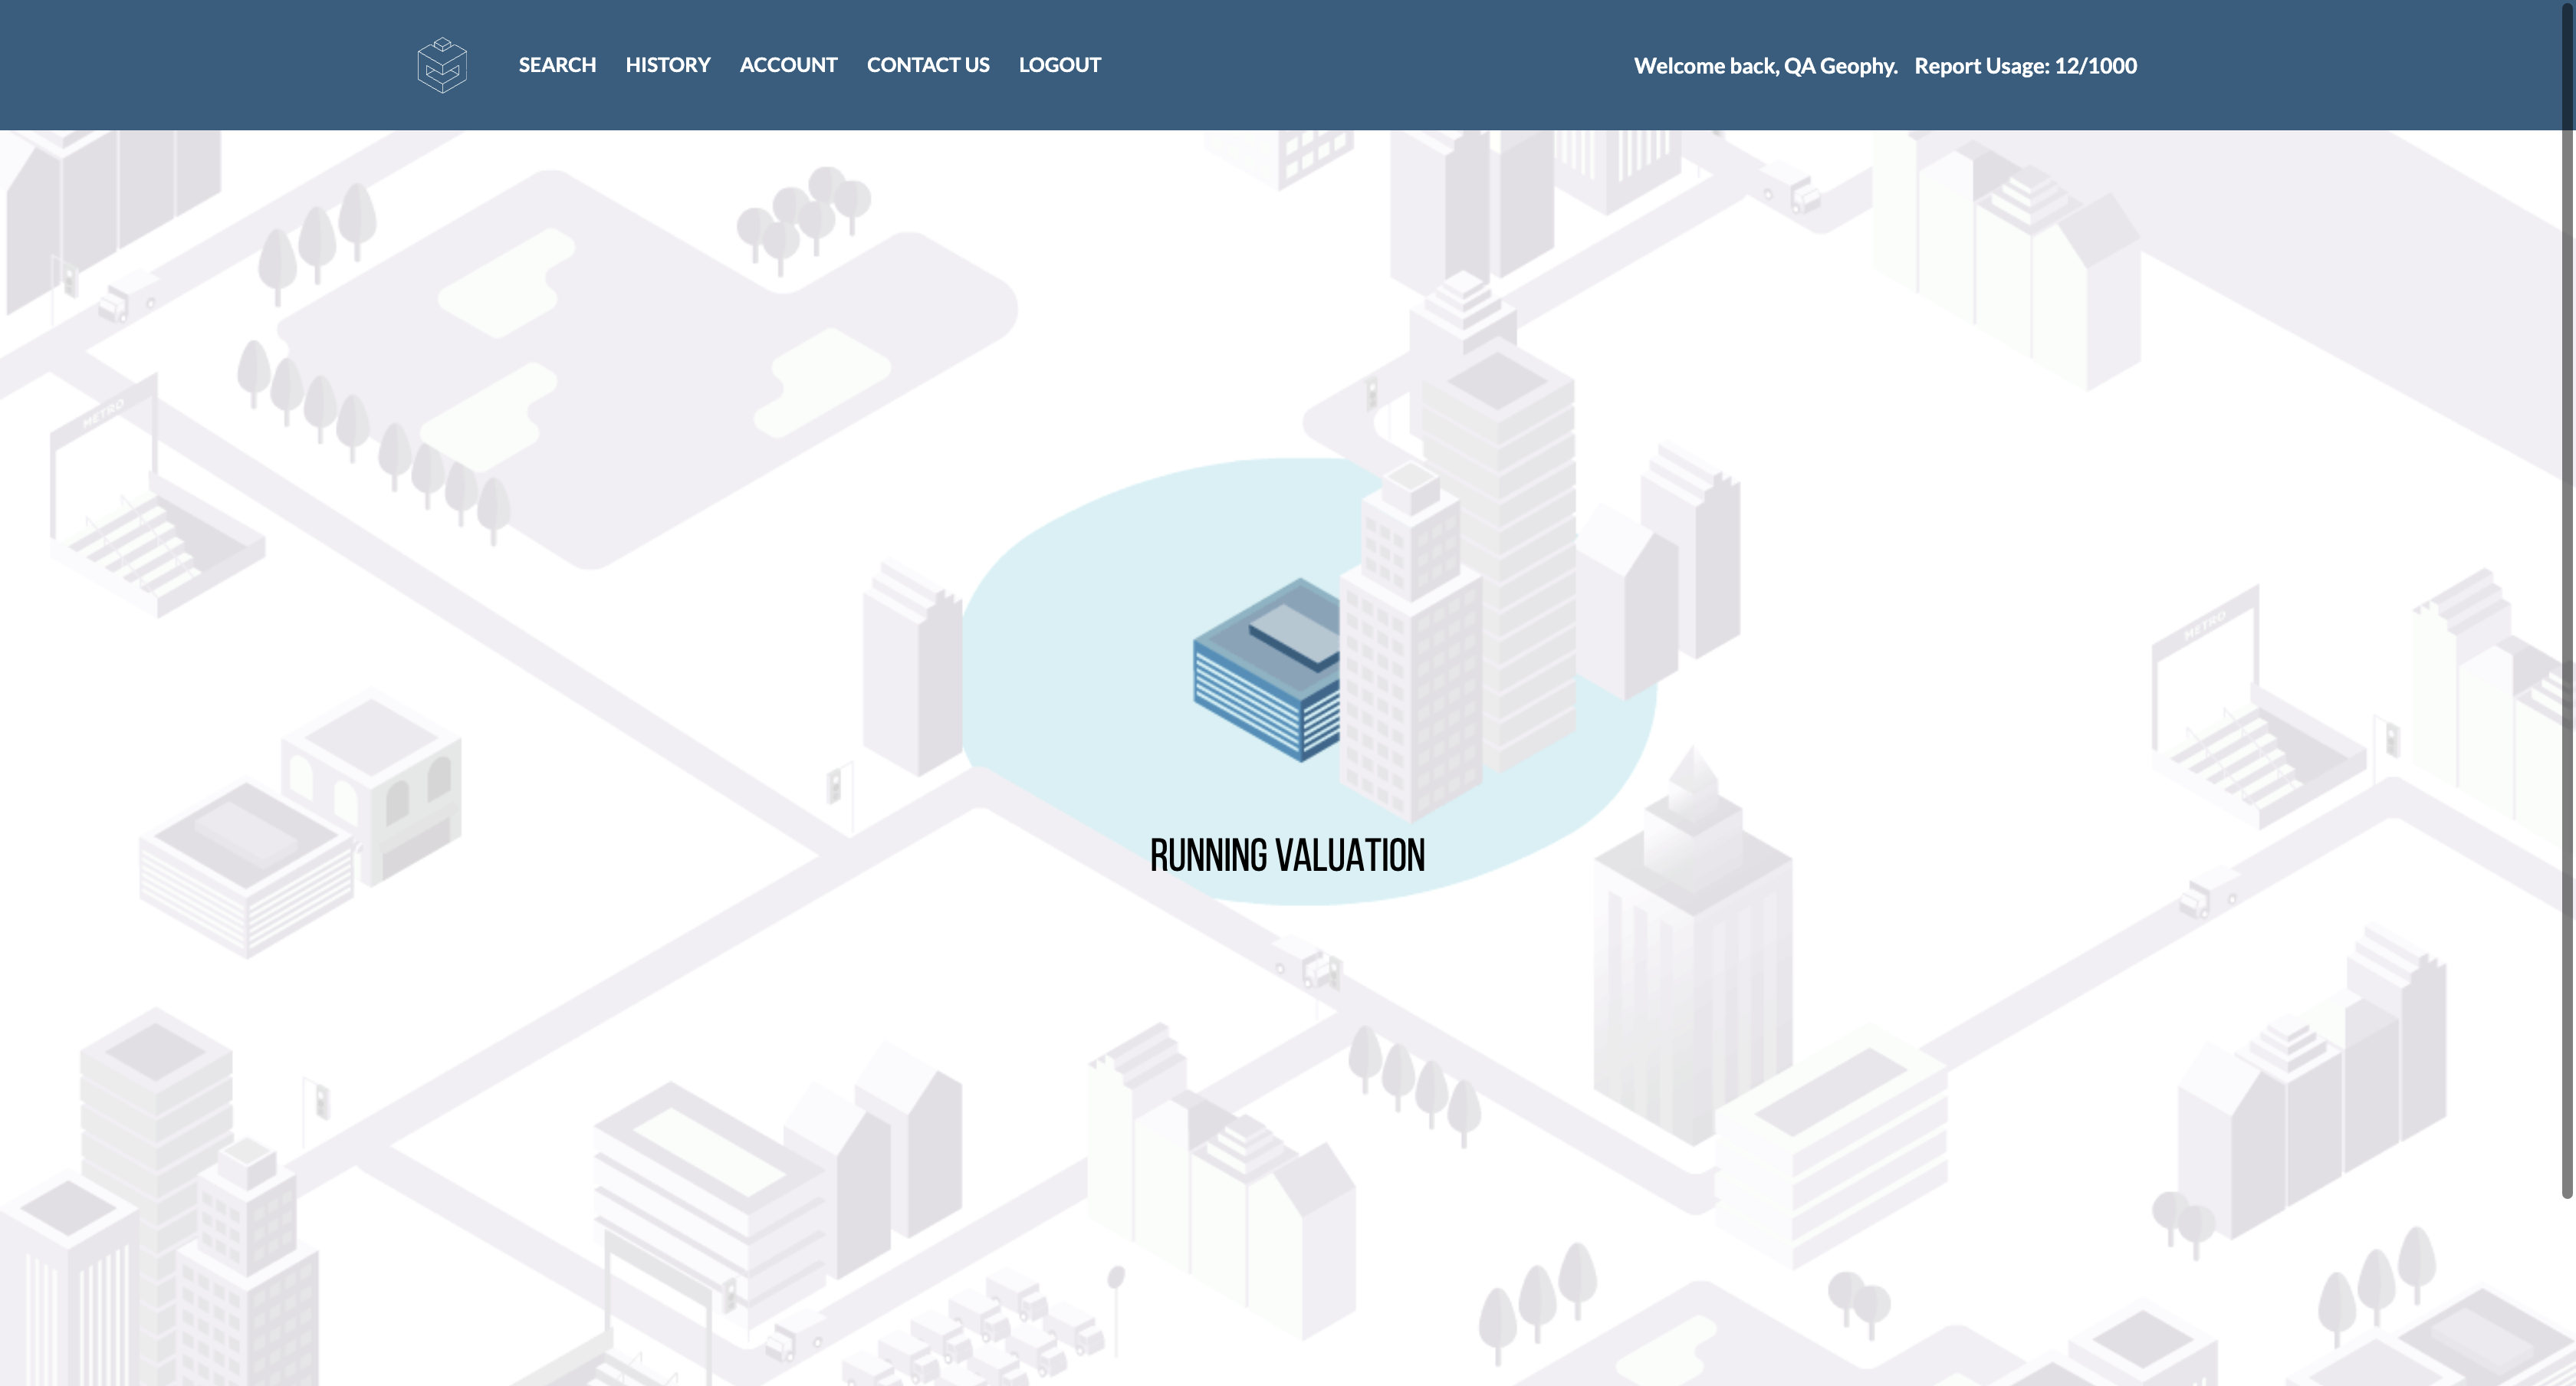 SEARCH HISTORY ACCOUNT CONTACT US LOGOUT Welcome back, QA Geophy. Report Usage: 12/1000
METRO
METRO
RUNNING VALUATION